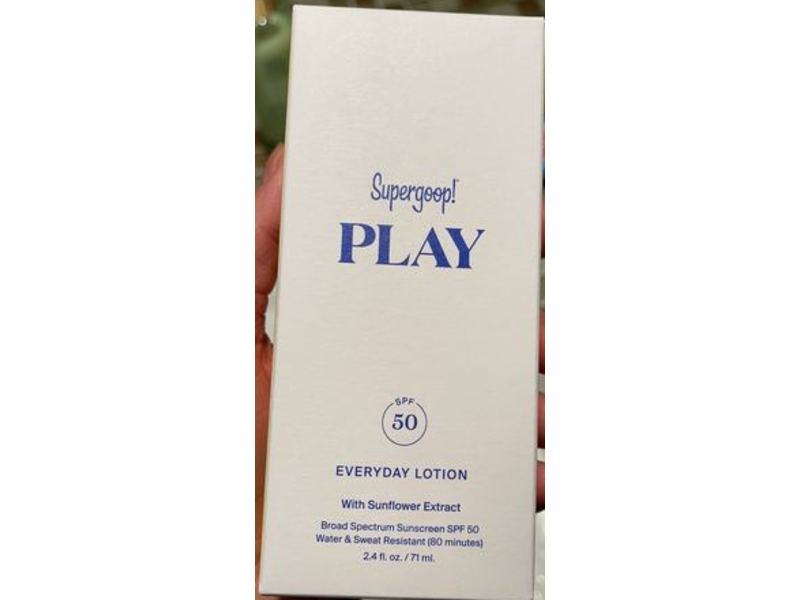 Supergoop!
PLAY
SPF
50
EVERYDAY LOTION
With Sunflower Extract
Broad Spectrum Sunscreen SPF 50
Water & Sweat Resistant (80 minutes)
2.4 fl. oz. / 71 ml.